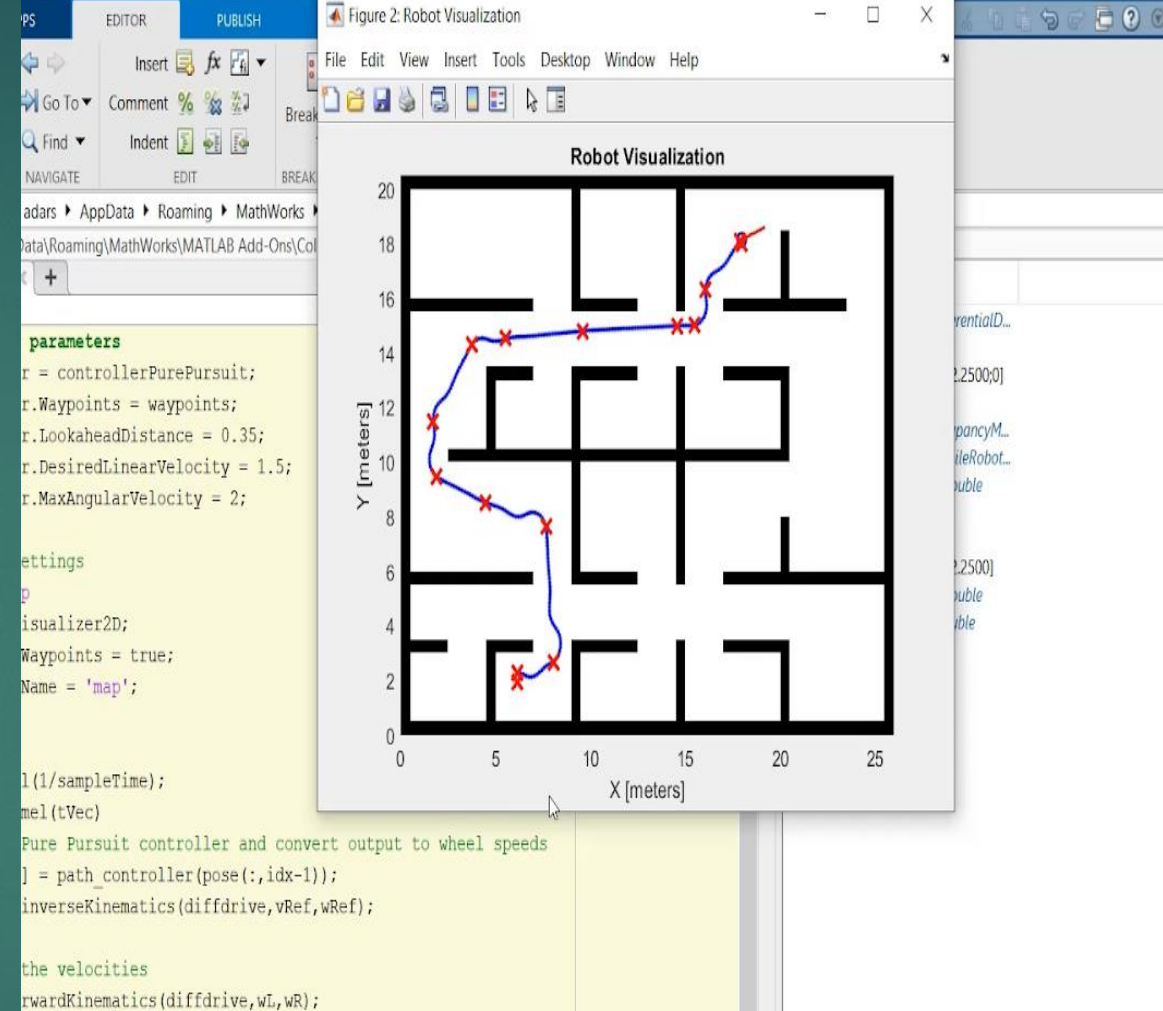 PS EDITOR PUBLISH
Insert fx
Go To Comment %
Find Indent
Break
NAVIGATE EDIT BREAK
adars AppData Roaming MathWorks
Data\Roaming\MathWorks\MATLAB Add-Ons\Col
+
parameters
r = controllerPurePursuit;
r.Waypoints = waypoints;
r.LookaheadDistance = 0.35;
r.DesiredLinearVelocity = 1.5;
r.MaxAngularVelocity = 2;
ettings
p
isualizer2D;
Waypoints = true;
Name = 'map';
l(1/sampleTime);
mel(tVec)
Pure Pursuit controller and convert output to wheel speeds
] = path_controller(pose(:,idx-1));
inverseKinematics(diffdrive,vRef,wRef);
the velocities
rwardKinematics(diffdrive,wL,wR);
Figure 2: Robot Visualization
File Edit View Insert Tools Desktop Window Help
Robot Visualization
20
18
16
14
12
10
8
6
4
2
0
Y [meters]
0 5 10 15 20 25
X [meters]
rentialD...
2.2500;0]
pancyM...
ileRobot...
ouble
2.2500]
ouble
uble